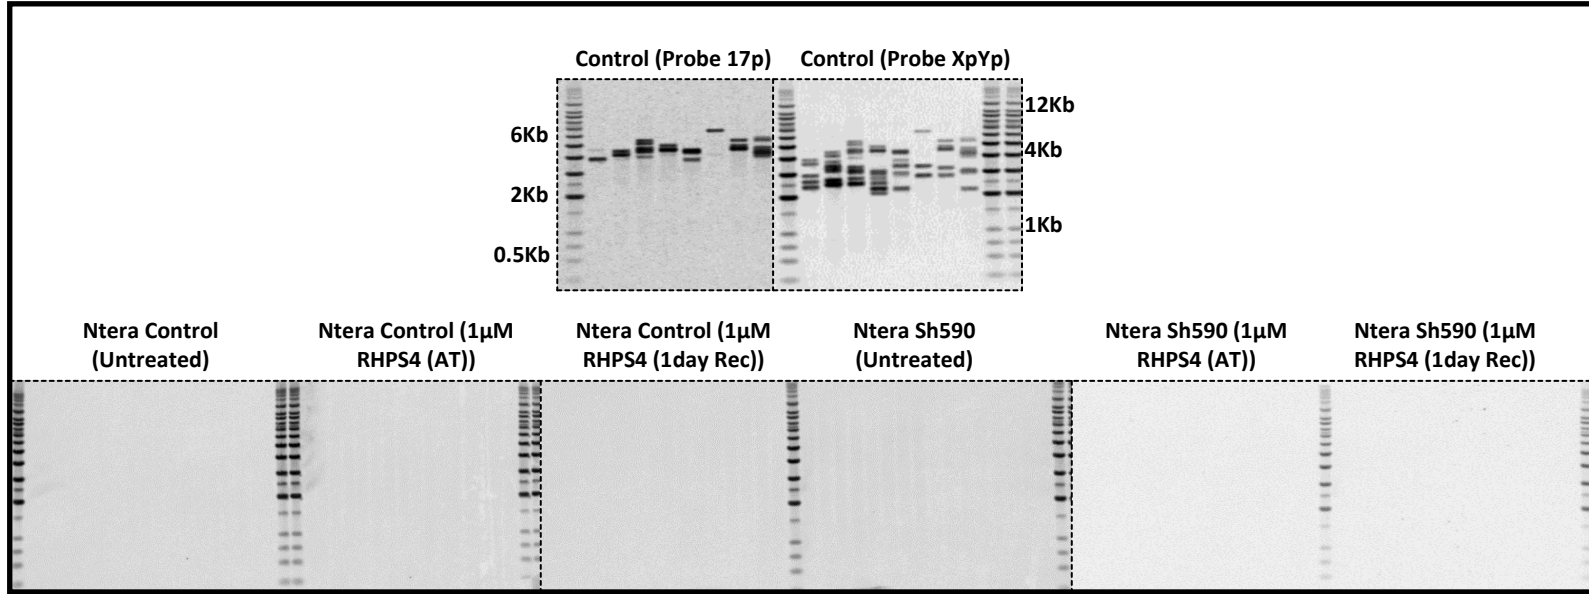 Control (Probe 17p)
Control (Probe XpYp)
6Kb
2Kb
0.5Kb
12Kb
4Kb
1Kb
Ntera Control
(Untreated)
Ntera Control (1µM
RHPS4 (AT))
Ntera Control (1µM
RHPS4 (1day Rec))
Ntera Sh590
(Untreated)
Ntera Sh590 (1µM
RHPS4 (AT))
Ntera Sh590 (1µM
RHPS4 (1day Rec))